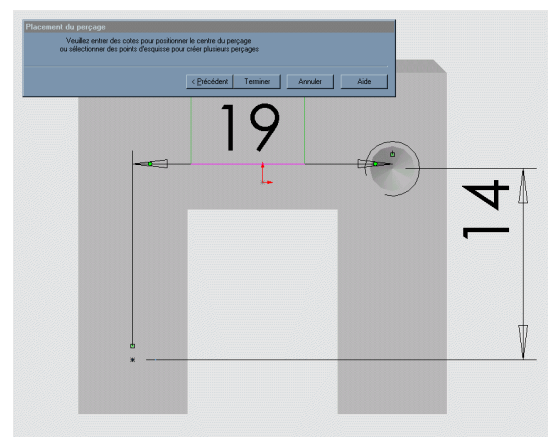 Placement du perçage
Veuillez entrer des cotes pour positionner le centre du perçage
ou sélectionner des points d'esquisse pour créer plusieurs perçages
< Précédent Terminer Annuler Aide
19
14